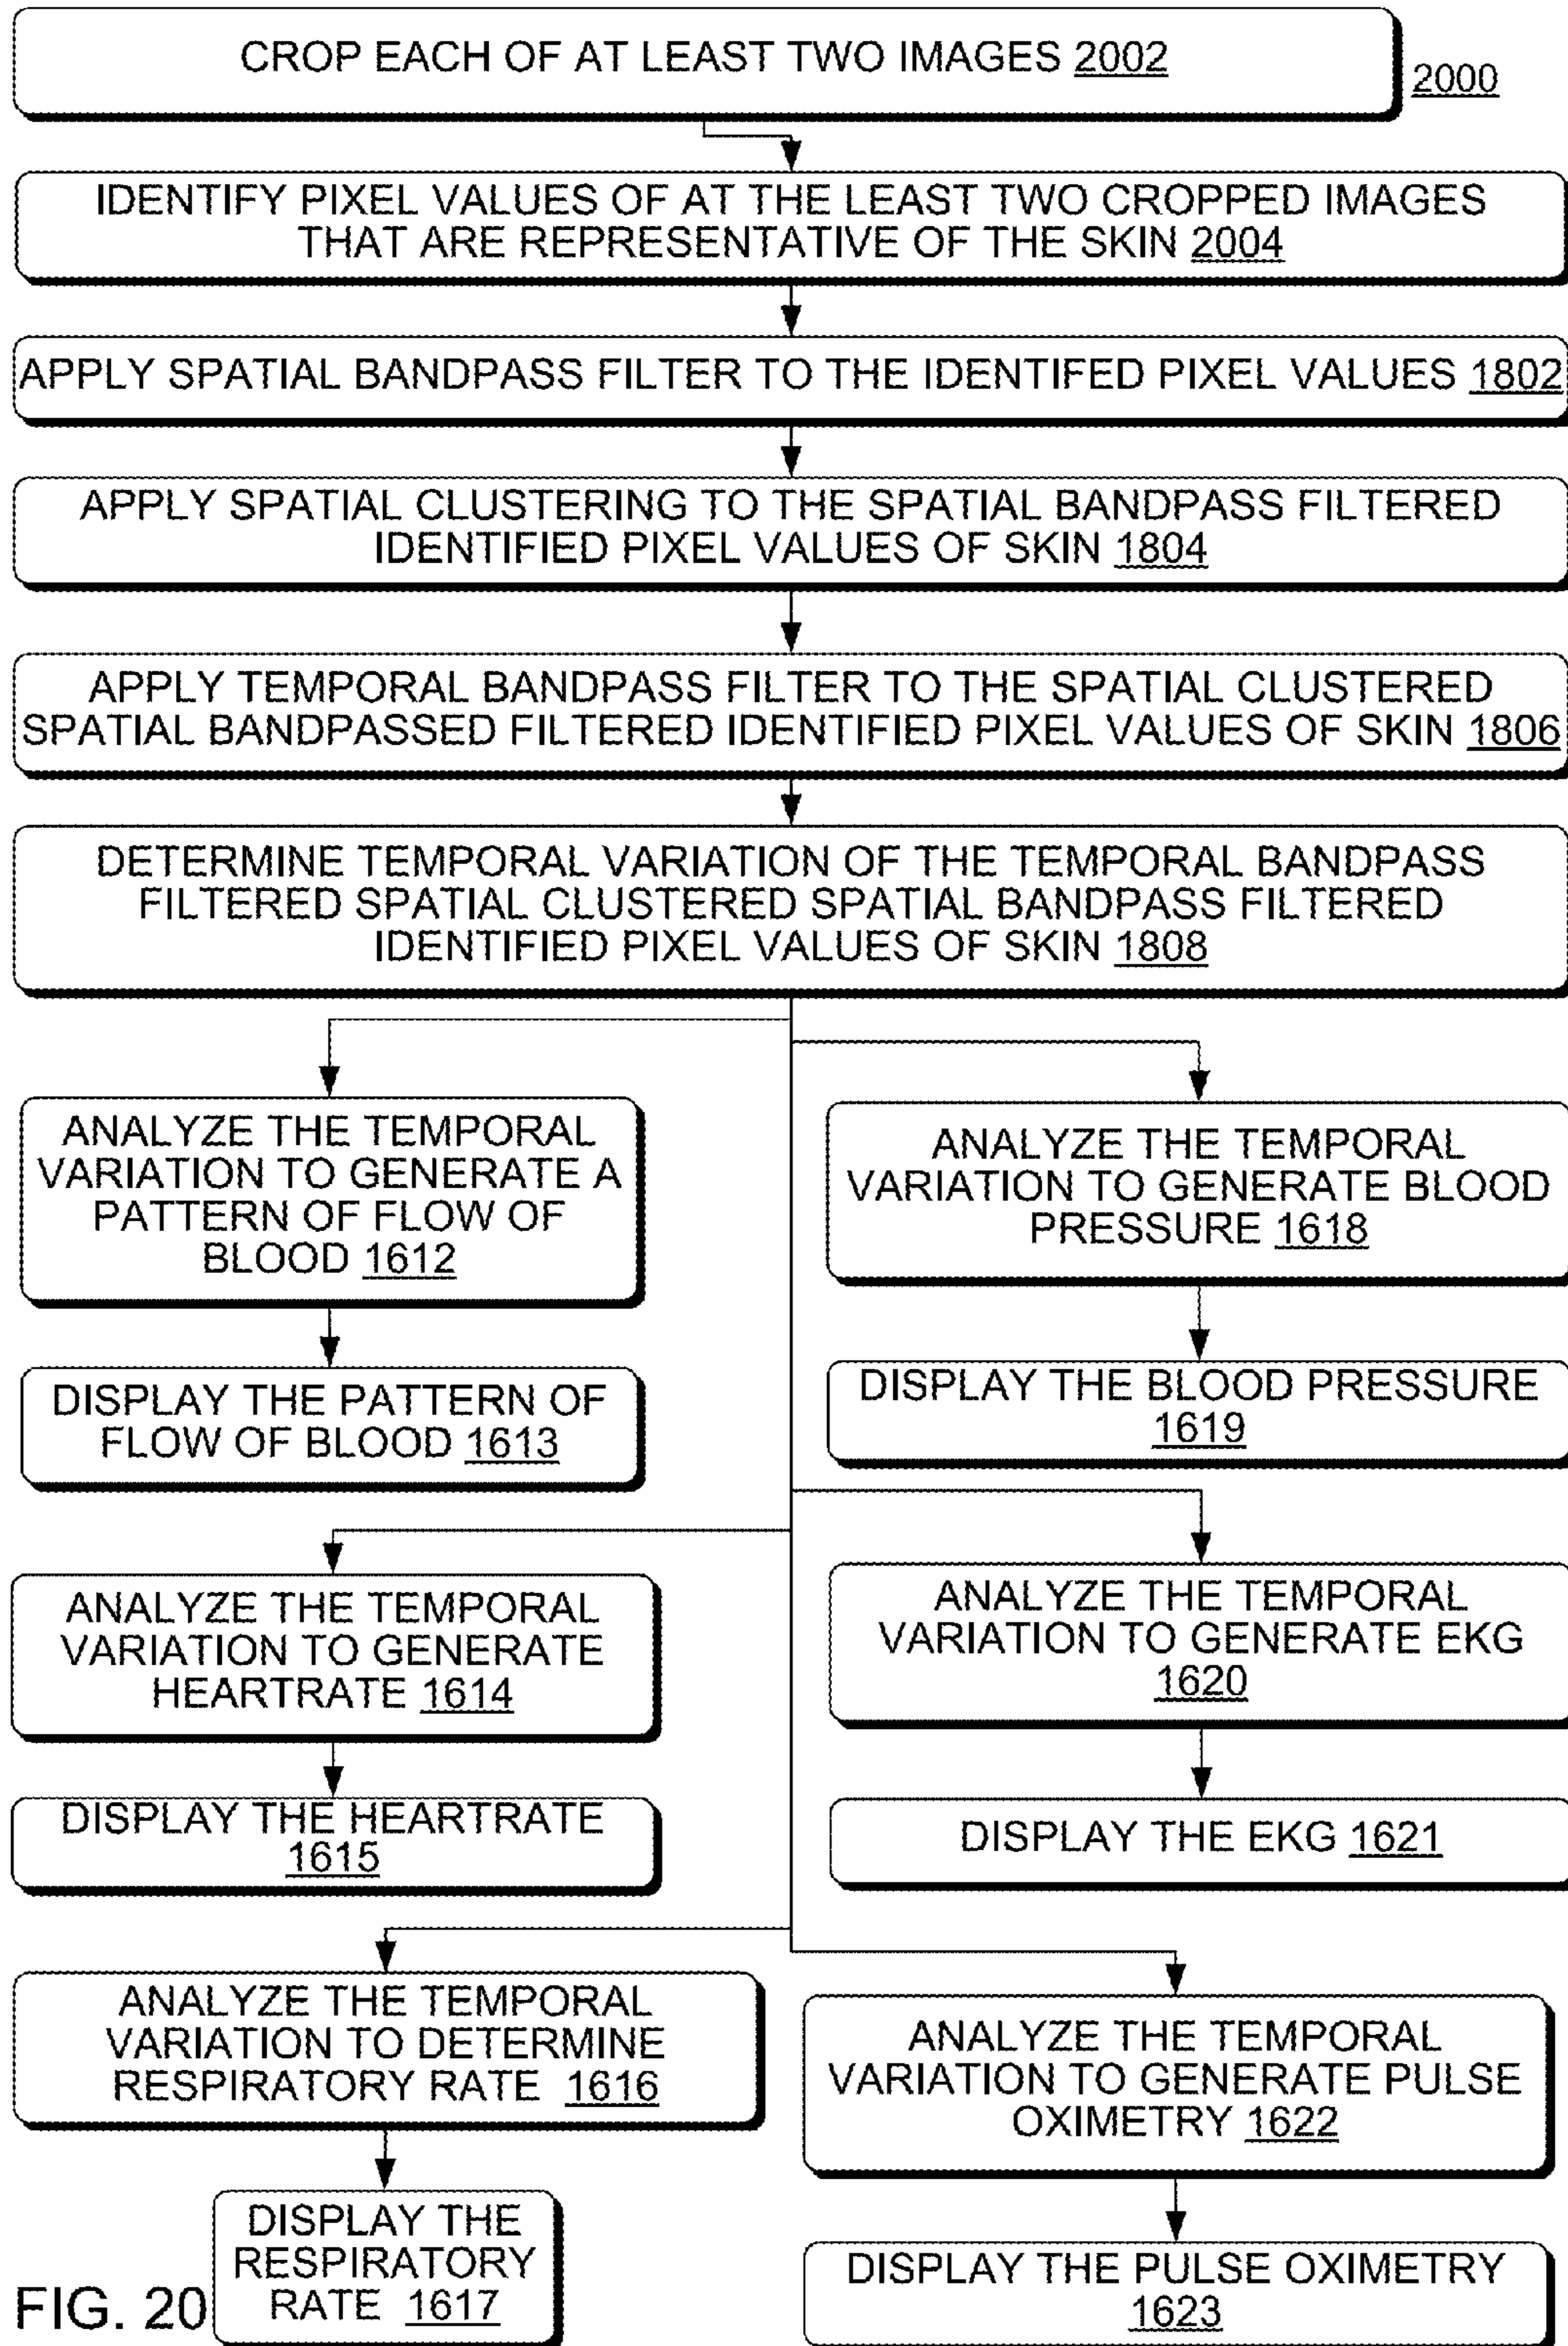 CROP EACH OF AT LEAST TWO IMAGES 2002
2000
IDENTIFY PIXEL VALUES OF AT THE LEAST TWO CROPPED IMAGES
THAT ARE REPRESENTATIVE OF THE SKIN 2004
APPLY SPATIAL BANDPASS FILTER TO THE IDENTIFED PIXEL VALUES 1802
APPLY SPATIAL CLUSTERING TO THE SPATIAL BANDPASS FILTERED
IDENTIFIED PIXEL VALUES OF SKIN 1804
APPLY TEMPORAL BANDPASS FILTER TO THE SPATIAL CLUSTERED
SPATIAL BANDPASSED FILTERED IDENTIFIED PIXEL VALUES OF SKIN 1806
DETERMINE TEMPORAL VARIATION OF THE TEMPORAL BANDPASS
FILTERED SPATIAL CLUSTERED SPATIAL BANDPASS FILTERED
IDENTIFIED PIXEL VALUES OF SKIN 1808
ANALYZE THE TEMPORAL
VARIATION TO GENERATE A
PATTERN OF FLOW OF
BLOOD 1612
ANALYZE THE TEMPORAL
VARIATION TO GENERATE BLOOD
PRESSURE 1618
DISPLAY THE PATTERN OF
FLOW OF BLOOD 1613
DISPLAY THE BLOOD PRESSURE
1619
ANALYZE THE TEMPORAL
VARIATION TO GENERATE
HEARTRATE 1614
ANALYZE THE TEMPORAL
VARIATION TO GENERATE EKG
1620
DISPLAY THE HEARTRATE
1615
DISPLAY THE EKG 1621
ANALYZE THE TEMPORAL
VARIATION TO DETERMINE
RESPIRATORY RATE 1616
ANALYZE THE TEMPORAL
VARIATION TO GENERATE PULSE
OXIMETRY 1622
DISPLAY THE
RESPIRATORY
RATE 1617
DISPLAY THE PULSE OXIMETRY
1623
FIG. 20